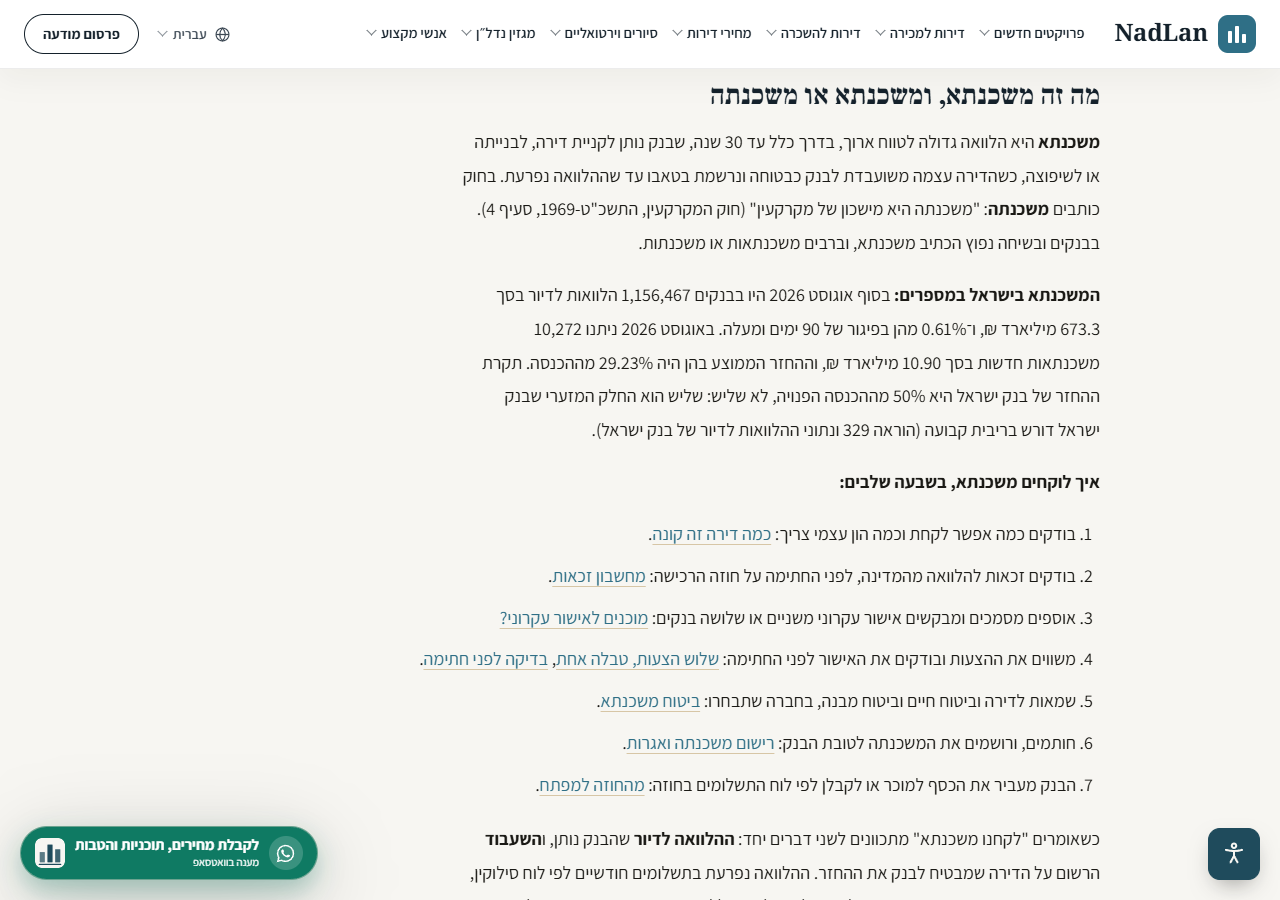 NadLan
פרויקטים חדשים
דירות למכירה
דירות להשכרה
מחירי דירות
סיורים וירטואליים
מגזין נדל״ן
אנשי מקצוע
עברית
פרסום מודעה
מה זה משכנתא, ומשכנתא או משכנתה
משכנתא היא הלוואה גדולה לטווח ארוך, בדרך כלל עד 30 שנה, שבנק נותן לקניית דירה, לבנייתה
או לשיפוצה, כשהדירה עצמה משועבדת לבנק כבטוחה ונרשמת בטאבו עד שההלוואה נפרעת. בחוק
כותבים משכנתה: "משכנתה היא מישכון של מקרקעין" (חוק המקרקעין, התשכ"ט-1969, סעיף 4).
בבנקים ובשיחה נפוץ הכתיב משכנתא, וברבים משכנתאות או משכנתות.
המשכנתא בישראל במספרים: בסוף אוגוסט 2026 היו בבנקים 1,156,467 הלוואות לדיור בסך
673.3 מיליארד ₪, ו־0.61% מהן בפיגור של 90 ימים ומעלה. באוגוסט 2026 ניתנו 10,272
משכנתאות חדשות בסך 10.90 מיליארד ₪, וההחזר הממוצע בהן היה 29.23% מההכנסה. תקרת
ההחזר של בנק ישראל היא 50% מההכנסה הפנויה, לא שליש: שליש הוא החלק המזערי שבנק
ישראל דורש בריבית קבועה (הוראה 329 ונתוני ההלוואות לדיור של בנק ישראל).
איך לוקחים משכנתא, בשבעה שלבים:
1. בודקים כמה אפשר לקחת וכמה הון עצמי צריך: כמה דירה זה קונה.
2. בודקים זכאות להלוואה מהמדינה, לפני החתימה על חוזה הרכישה: מחשבון זכאות.
3. אוספים מסמכים ומבקשים אישור עקרוני משניים או שלושה בנקים: מוכנים לאישור עקרוני?
4. משווים את ההצעות ובודקים את האישור לפני החתימה: שלוש הצעות, טבלה אחת, בדיקה לפני חתימה.
5. שמאות לדירה וביטוח חיים וביטוח מבנה, בחברה שתבחרו: ביטוח משכנתא.
6. חותמים, ורושמים את המשכנתה לטובת הבנק: רישום משכנתה ואגרות.
7. הבנק מעביר את הכסף למוכר או לקבלן לפי לוח התשלומים בחוזה: מהחוזה למפתח.
כשאומרים "לקחנו משכנתא" מתכוונים לשני דברים יחד: ההלוואה לדיור שהבנק נותן, והשעבוד
הרשום על הדירה שמבטיח לבנק את ההחזר. ההלוואה נפרעת בתשלומים חודשיים לפי לוח סילוקין,
לקבלת מחירים, תוכניות והטבות
מענה בוואטסאפ